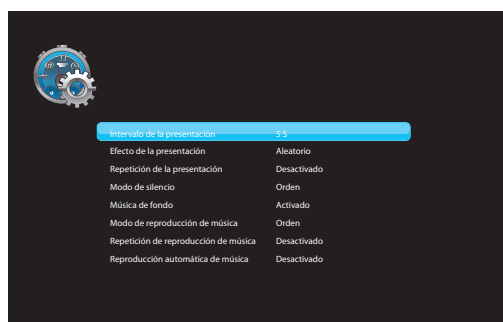 Intervalo de la presentación 5 S
Efecto de la presentación Aleatorio
Repetición de la presentación Desactivado
Modo de silencio Orden
Música de fondo Activado
Modo de reproducción de música Orden
Repetición de reproducción de música Desactivado
Reproducción automática de música Desactivado